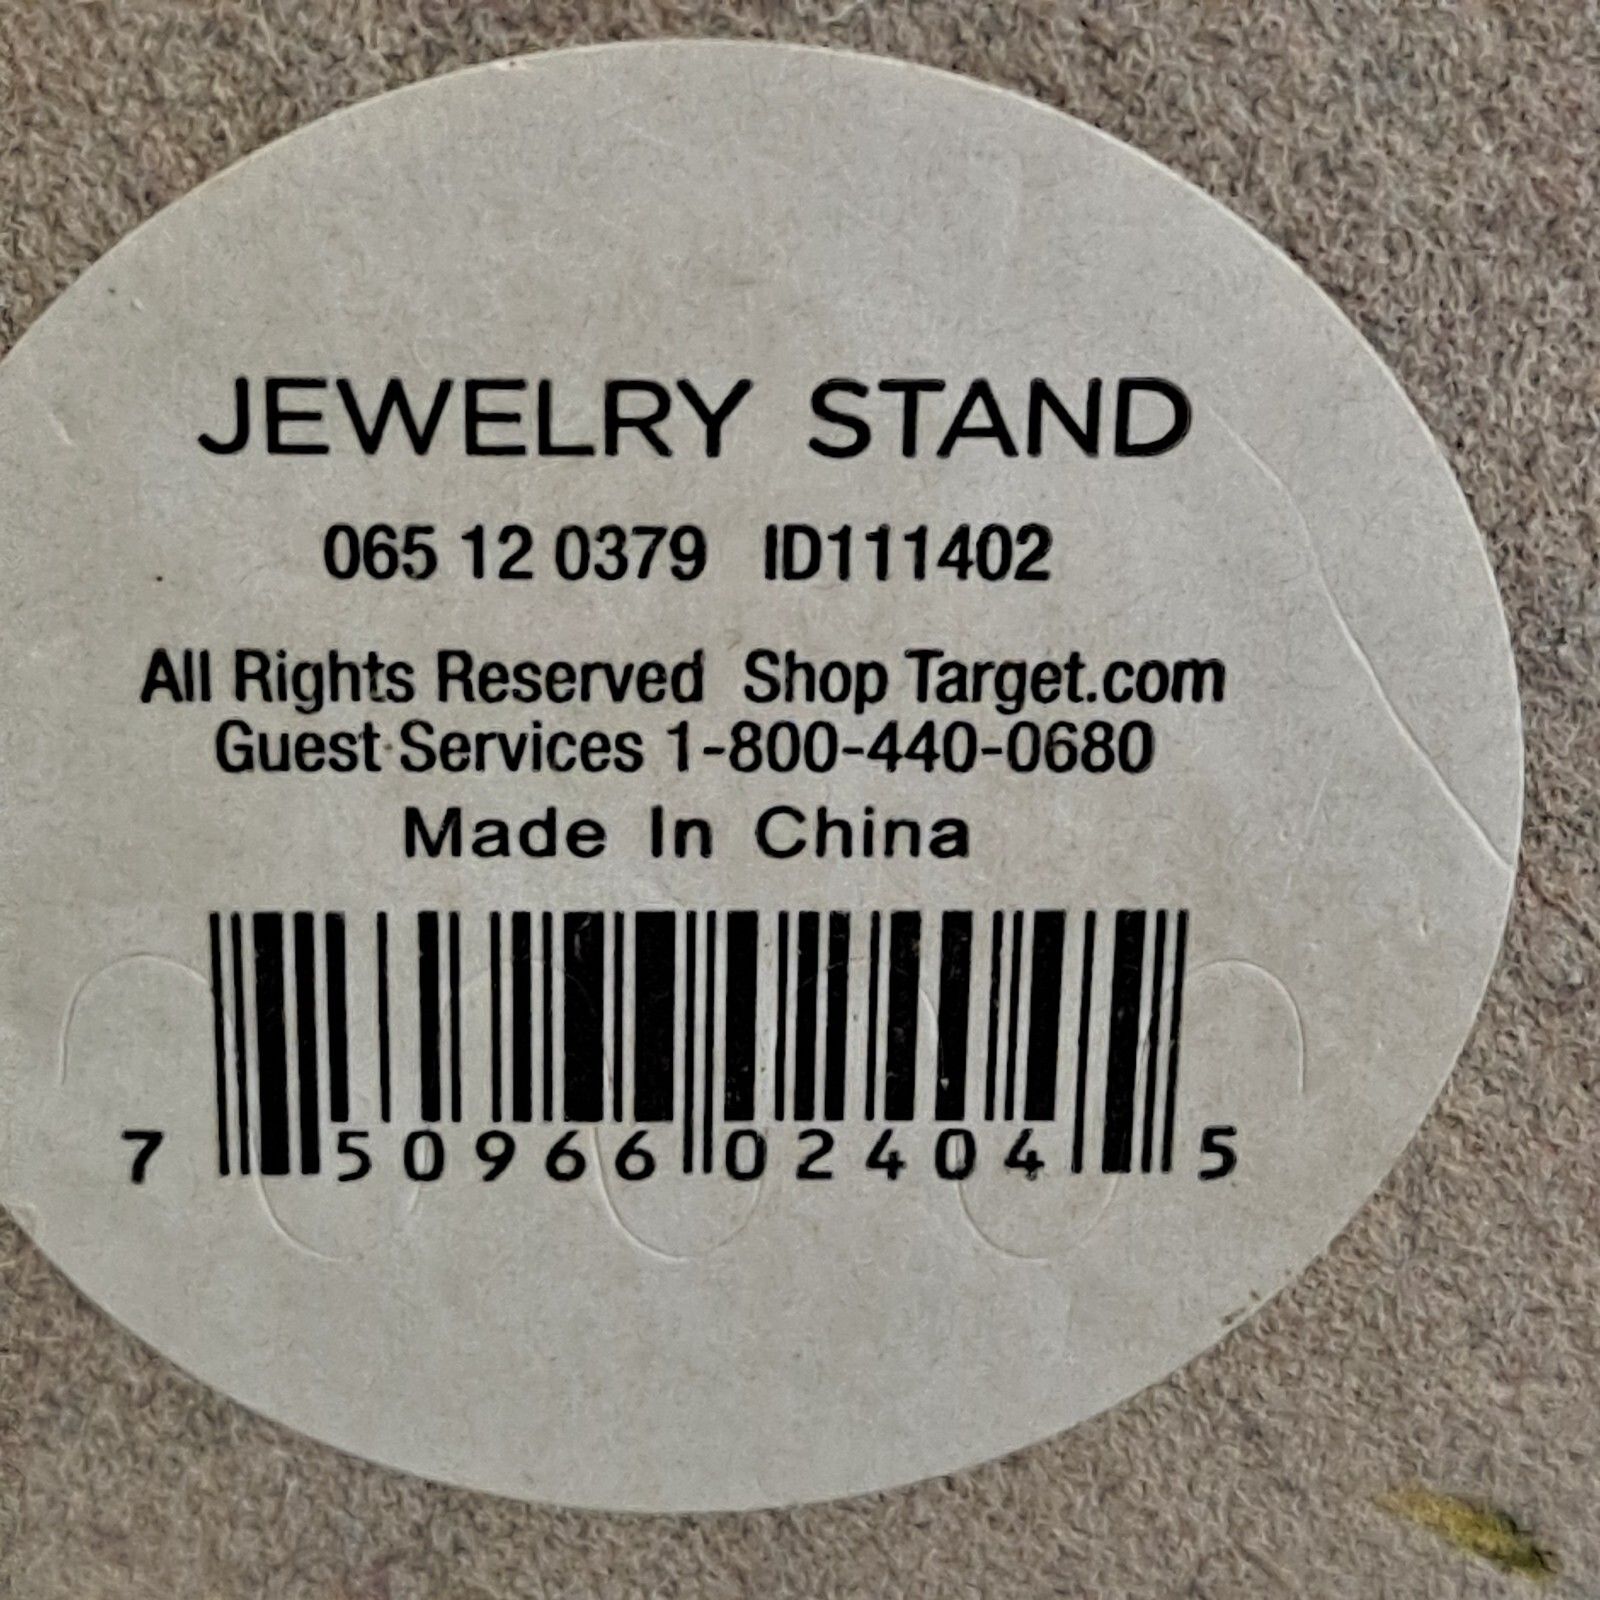 JEWELRY STAND
065 12 0379 ID111402
All Rights Reserved Shop Target.com
Guest Services 1-800-440-0680
Made In China
7 50966 02404 5